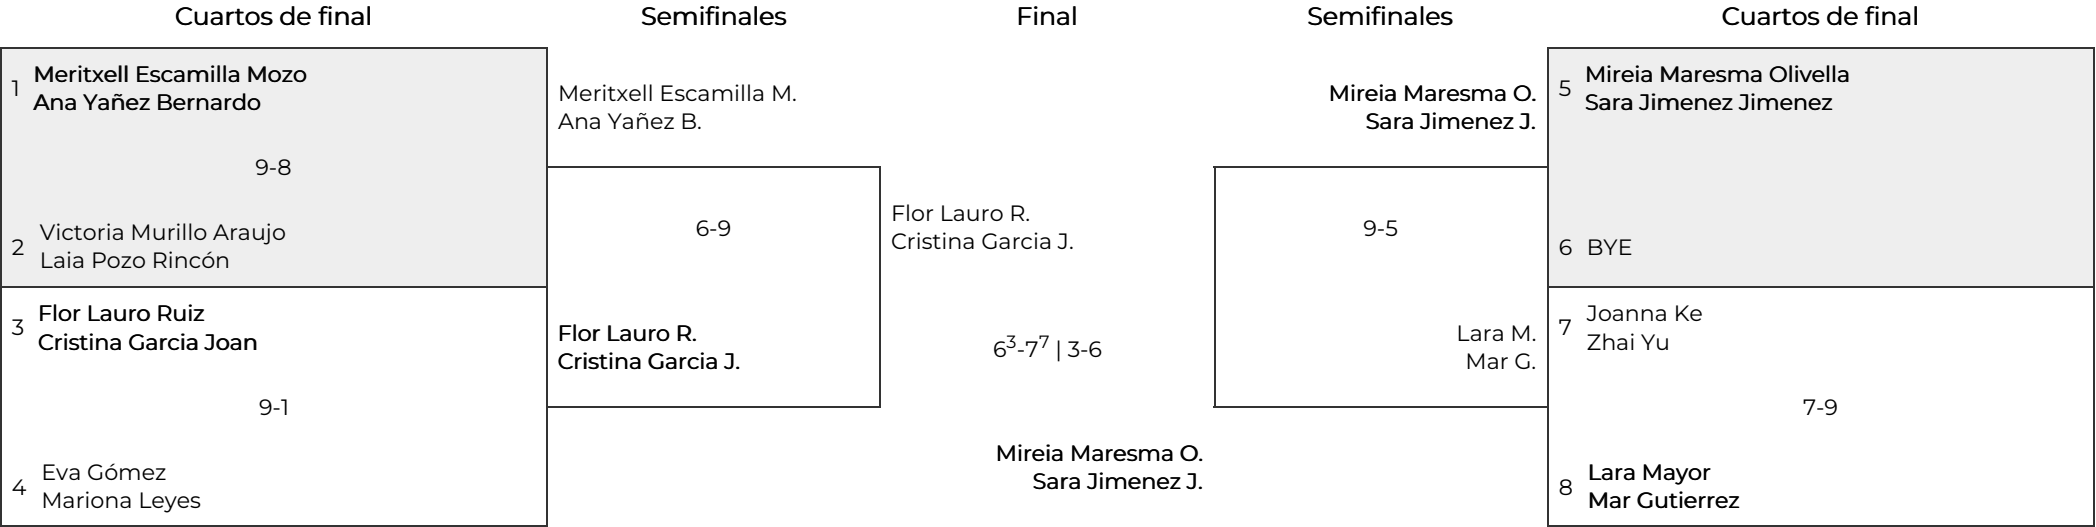 Cuartos de final
Semifinales
Final
Semifinales
Cuartos de final
1
Meritxell Escamilla Mozo
Ana Yañez Bernardo
9-8
2
Victoria Murillo Araujo
Laia Pozo Rincón
3
Flor Lauro Ruiz
Cristina Garcia Joan
9-1
4
Eva Gómez
Mariona Leyes
Meritxell Escamilla M.
Ana Yañez B.
6-9
Flor Lauro R.
Cristina Garcia J.
Flor Lauro R.
Cristina Garcia J.
6³-7⁷ | 3-6
Mireia Maresma O.
Sara Jimenez J.
Mireia Maresma O.
Sara Jimenez J.
9-5
Lara M.
Mar G.
5
Mireia Maresma Olivella
Sara Jimenez Jimenez
6 BYE
7
Joanna Ke
Zhai Yu
7-9
8
Lara Mayor
Mar Gutierrez